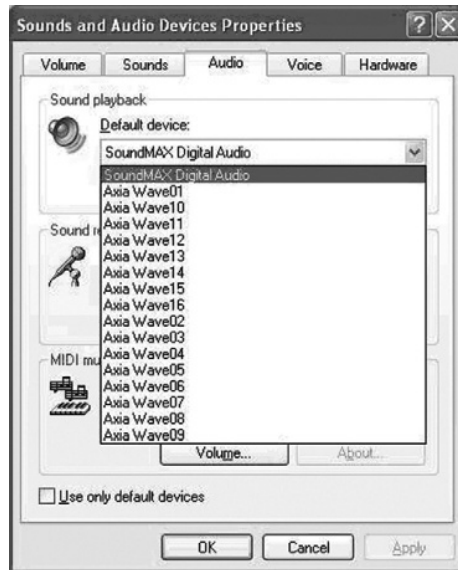 Sounds and Audio Devices Properties
Volume Sounds Audio Voice Hardware
Sound playback
Default device:
SoundMAX Digital Audio
SoundMAX Digital Audio
Axia Wave01
Axia Wave10
Axia Wave11
Axia Wave12
Sound r
Axia Wave13
Axia Wave14
Axia Wave15
Axia Wave16
Axia Wave02
Axia Wave03
Axia Wave04
MIDI mu
Axia Wave05
Axia Wave06
Axia Wave07
Axia Wave08
Axia Wave09
Volume... About...
Use only default devices
OK Cancel Apply